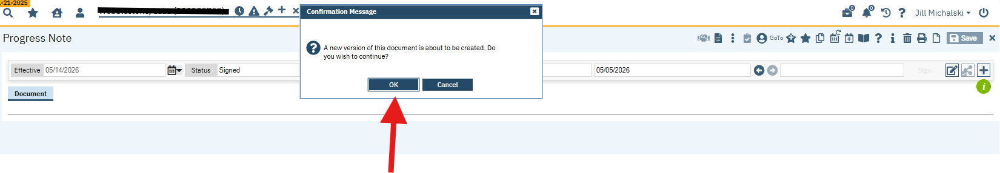 -21-2025
Confirmation Message
0
0
Jill Michalski
Progress Note
A new version of this document is about to be created. Do
you wish to continue?
GoTo
Save
Effective
05/14/2026
Status
Signed
05/05/2026
Sign
OK
Cancel
Document